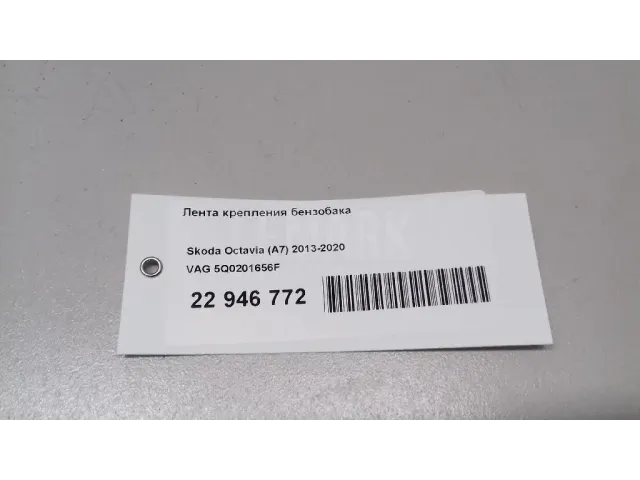 Лента крепления бензобака
Skoda Octavia (A7) 2013-2020
VAG 5Q0201656F
22 946 772